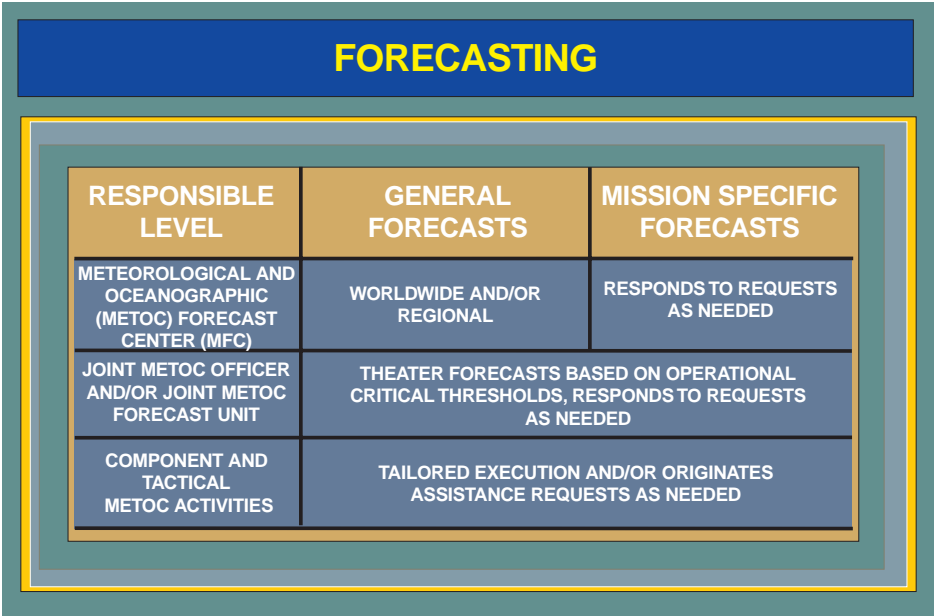 FORECASTING
RESPONSIBLE
LEVEL
GENERAL
FORECASTS
MISSION SPECIFIC
FORECASTS
METEOROLOGICAL AND
OCEANOGRAPHIC
(METOC) FORECAST
CENTER (MFC)
WORLDWIDE AND/OR
REGIONAL
RESPONDS TO REQUESTS
AS NEEDED
JOINT METOC OFFICER
AND/OR JOINT METOC
FORECAST UNIT
THEATER FORECASTS BASED ON OPERATIONAL
CRITICAL THRESHOLDS, RESPONDS TO REQUESTS
AS NEEDED
COMPONENT AND
TACTICAL
METOC ACTIVITIES
TAILORED EXECUTION AND/OR ORIGINATES
ASSISTANCE REQUESTS AS NEEDED